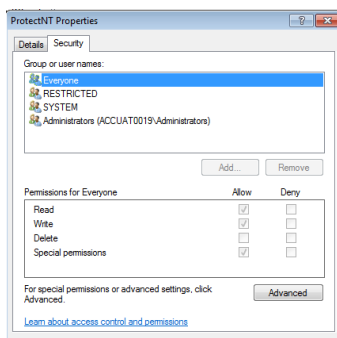 ProtectNT Properties
Details Security
Group or user names:
Everyone
RESTRICTED
SYSTEM
Administrators (ACCUAT0019\Administrators)
Add... Remove
Permissions for Everyone Allow Deny
Read
Write
Delete
Special permissions
For special permissions or advanced settings, click
Advanced.
Advanced
Learn about access control and permissions